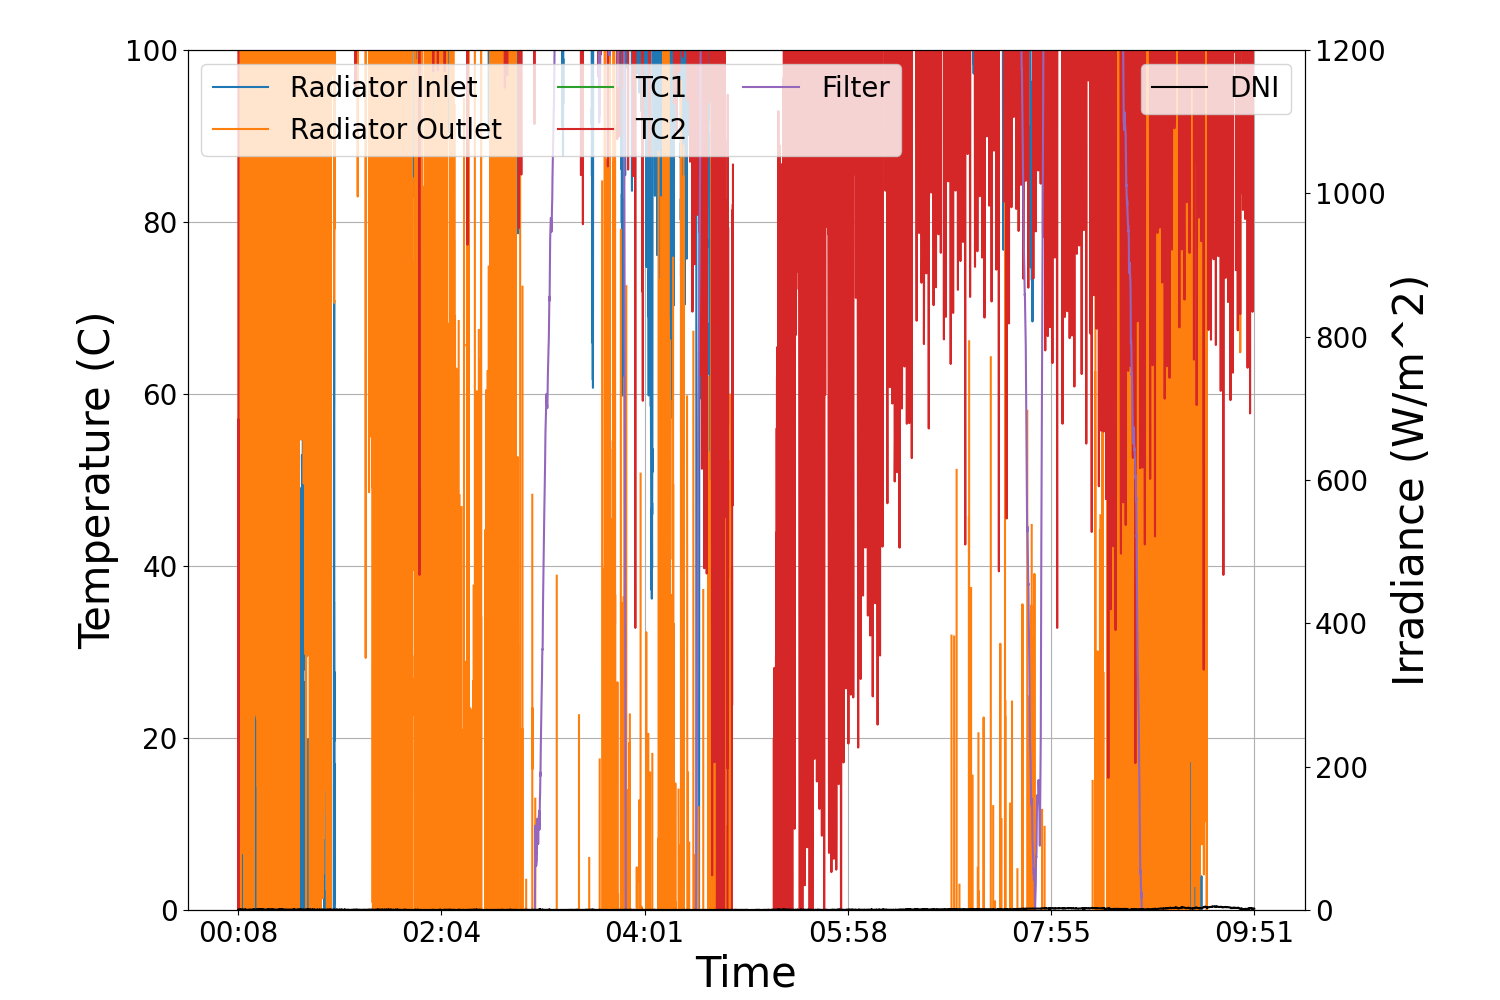 100
80
60
40
20
0
Temperature (C)
Radiator Inlet
Radiator Outlet
TC1
TC2
Filter
DNI
1200
1000
800
600
400
200
0
Irradiance (W/m^2)
00:08 02:04 04:01 05:58 07:55 09:51
Time